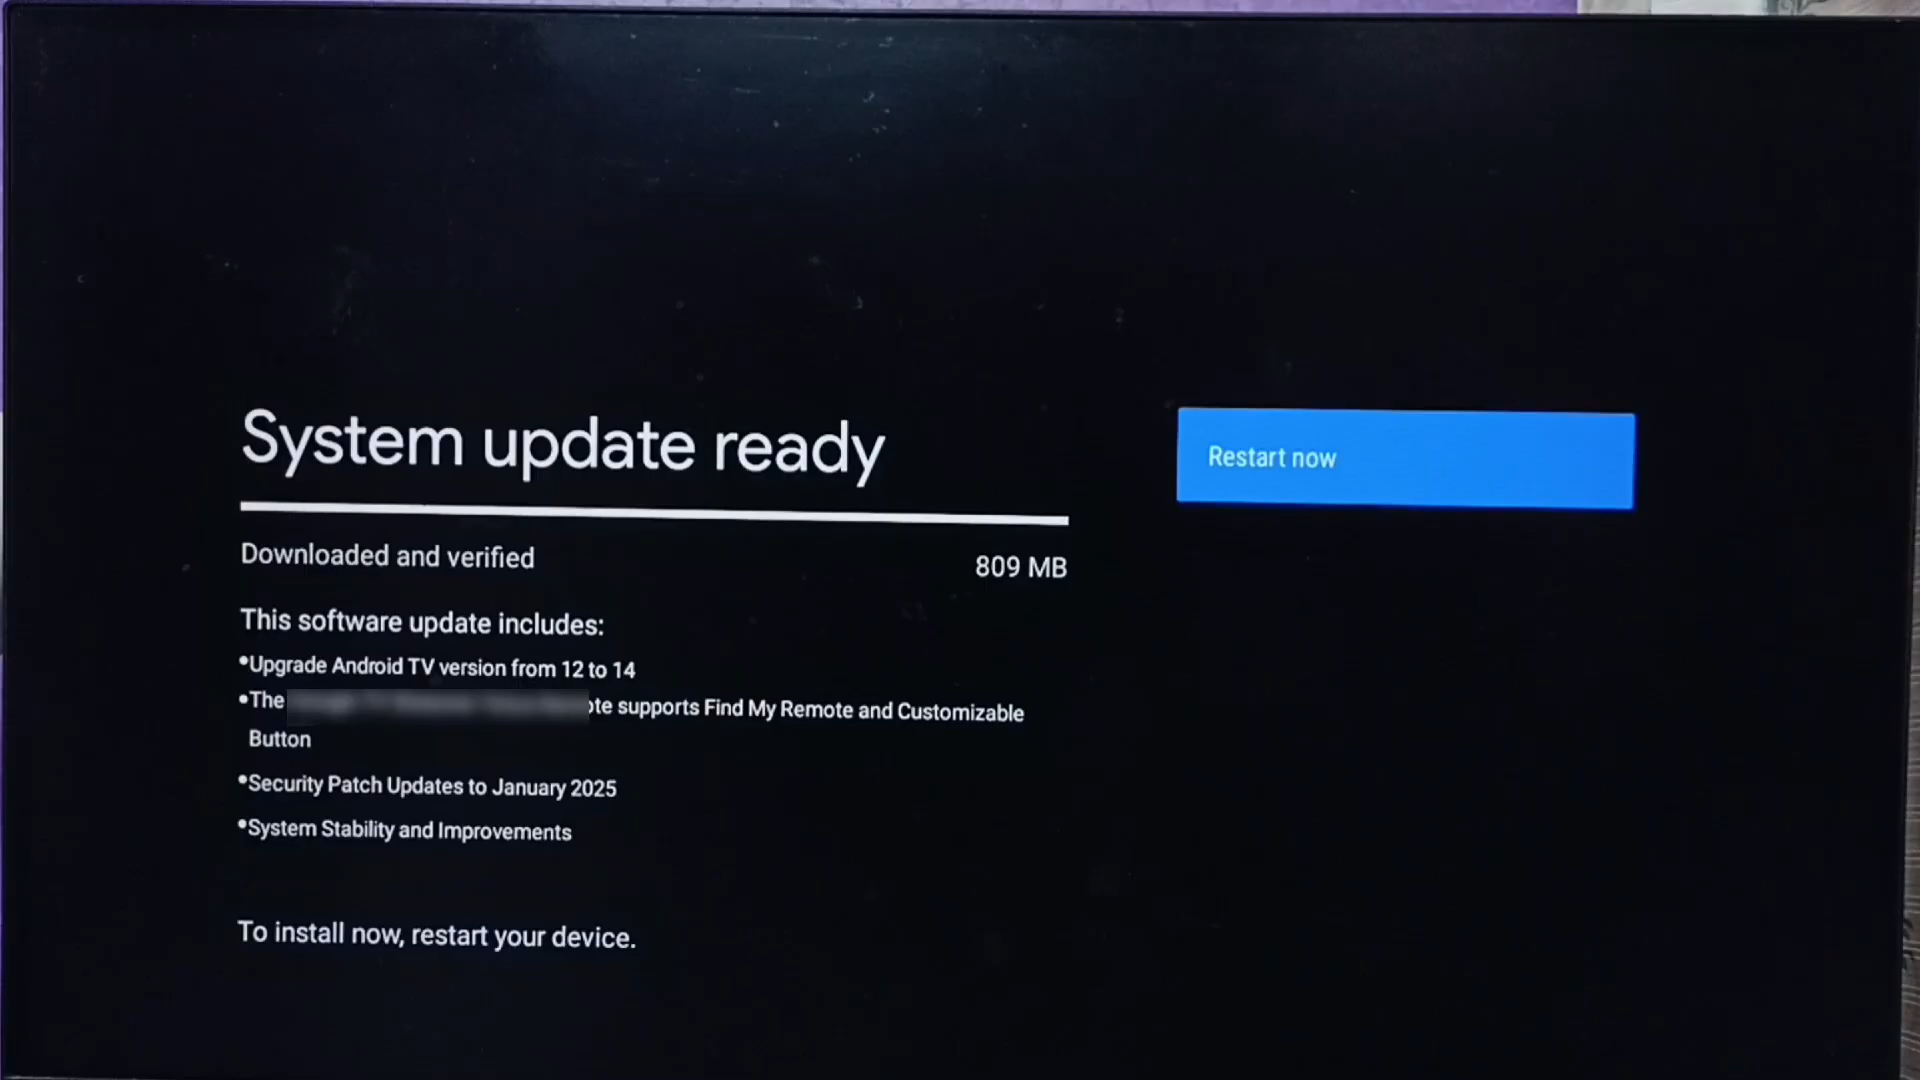 System update ready
Restart now
Downloaded and verified
809 MB
This software update includes:
•Upgrade Android TV version from 12 to 14
•The supports Find My Remote and Customizable
Button
•Security Patch Updates to January 2025
•System Stability and Improvements
To install now, restart your device.